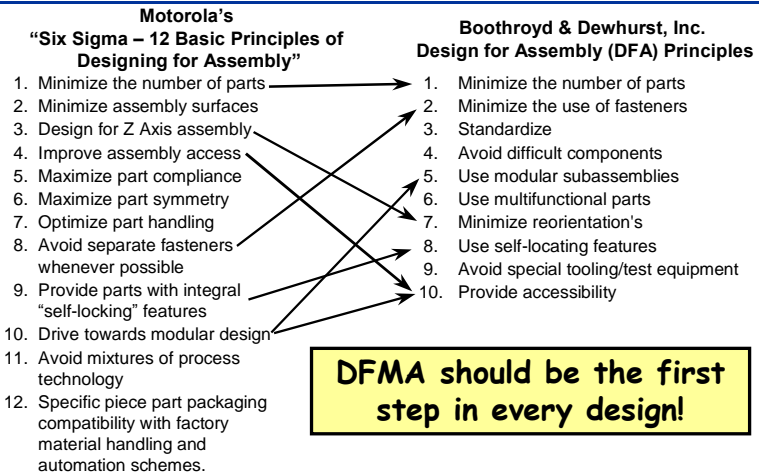 Motorola's
“Six Sigma – 12 Basic Principles of
Designing for Assembly”
1. Minimize the number of parts
2. Minimize assembly surfaces
3. Design for Z Axis assembly
4. Improve assembly access
5. Maximize part compliance
6. Maximize part symmetry
7. Optimize part handling
8. Avoid separate fasteners
whenever possible
9. Provide parts with integral
“self-locking” features
10. Drive towards modular design
11. Avoid mixtures of process
technology
12. Specific piece part packaging
compatibility with factory
material handling and
automation schemes.
Boothroyd & Dewhurst, Inc.
Design for Assembly (DFA) Principles
1. Minimize the number of parts
2. Minimize the use of fasteners
3. Standardize
4. Avoid difficult components
5. Use modular subassemblies
6. Use multifunctional parts
7. Minimize reorientation's
8. Use self-locating features
9. Avoid special tooling/test equipment
10. Provide accessibility
DFMA should be the first
step in every design!